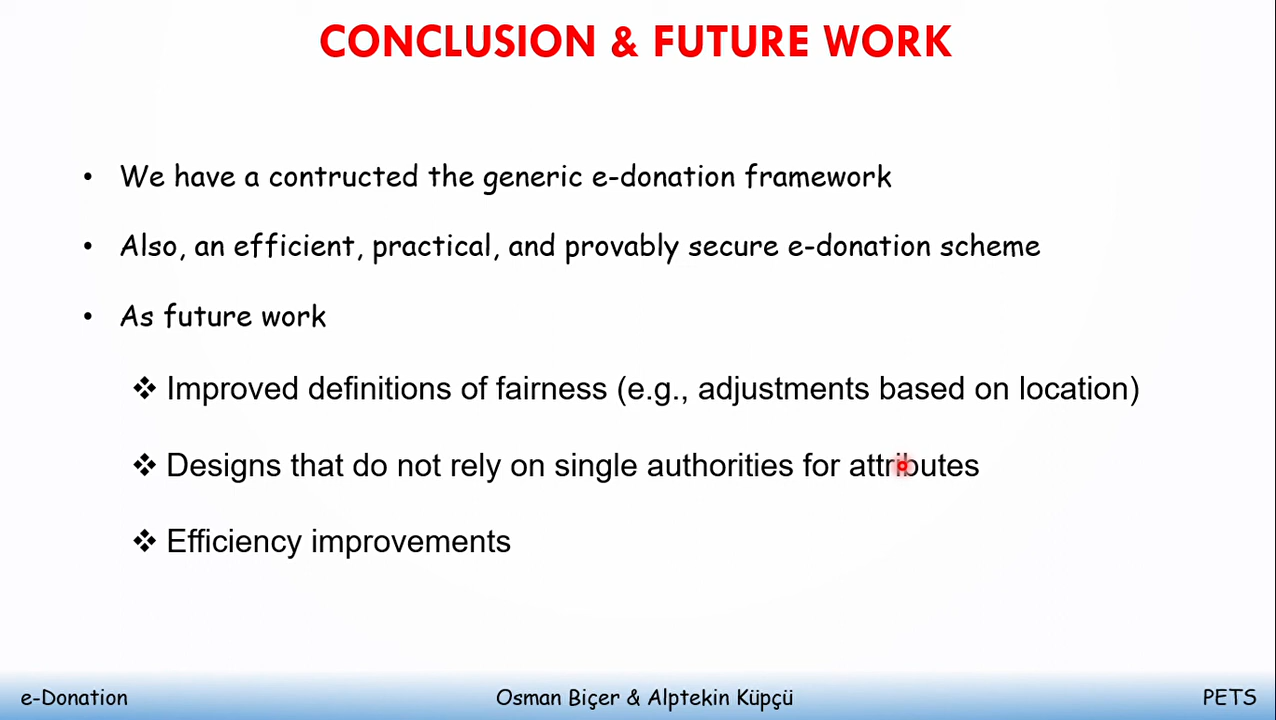 CONCLUSION & FUTURE WORK
• We have a contructed the generic e-donation framework
• Also, an efficient, practical, and provably secure e-donation scheme
• As future work
❖ Improved definitions of fairness (e.g., adjustments based on location)
❖ Designs that do not rely on single authorities for attributes
❖ Efficiency improvements
e-Donation Osman Biçer & Alptekin Küpçü PETS